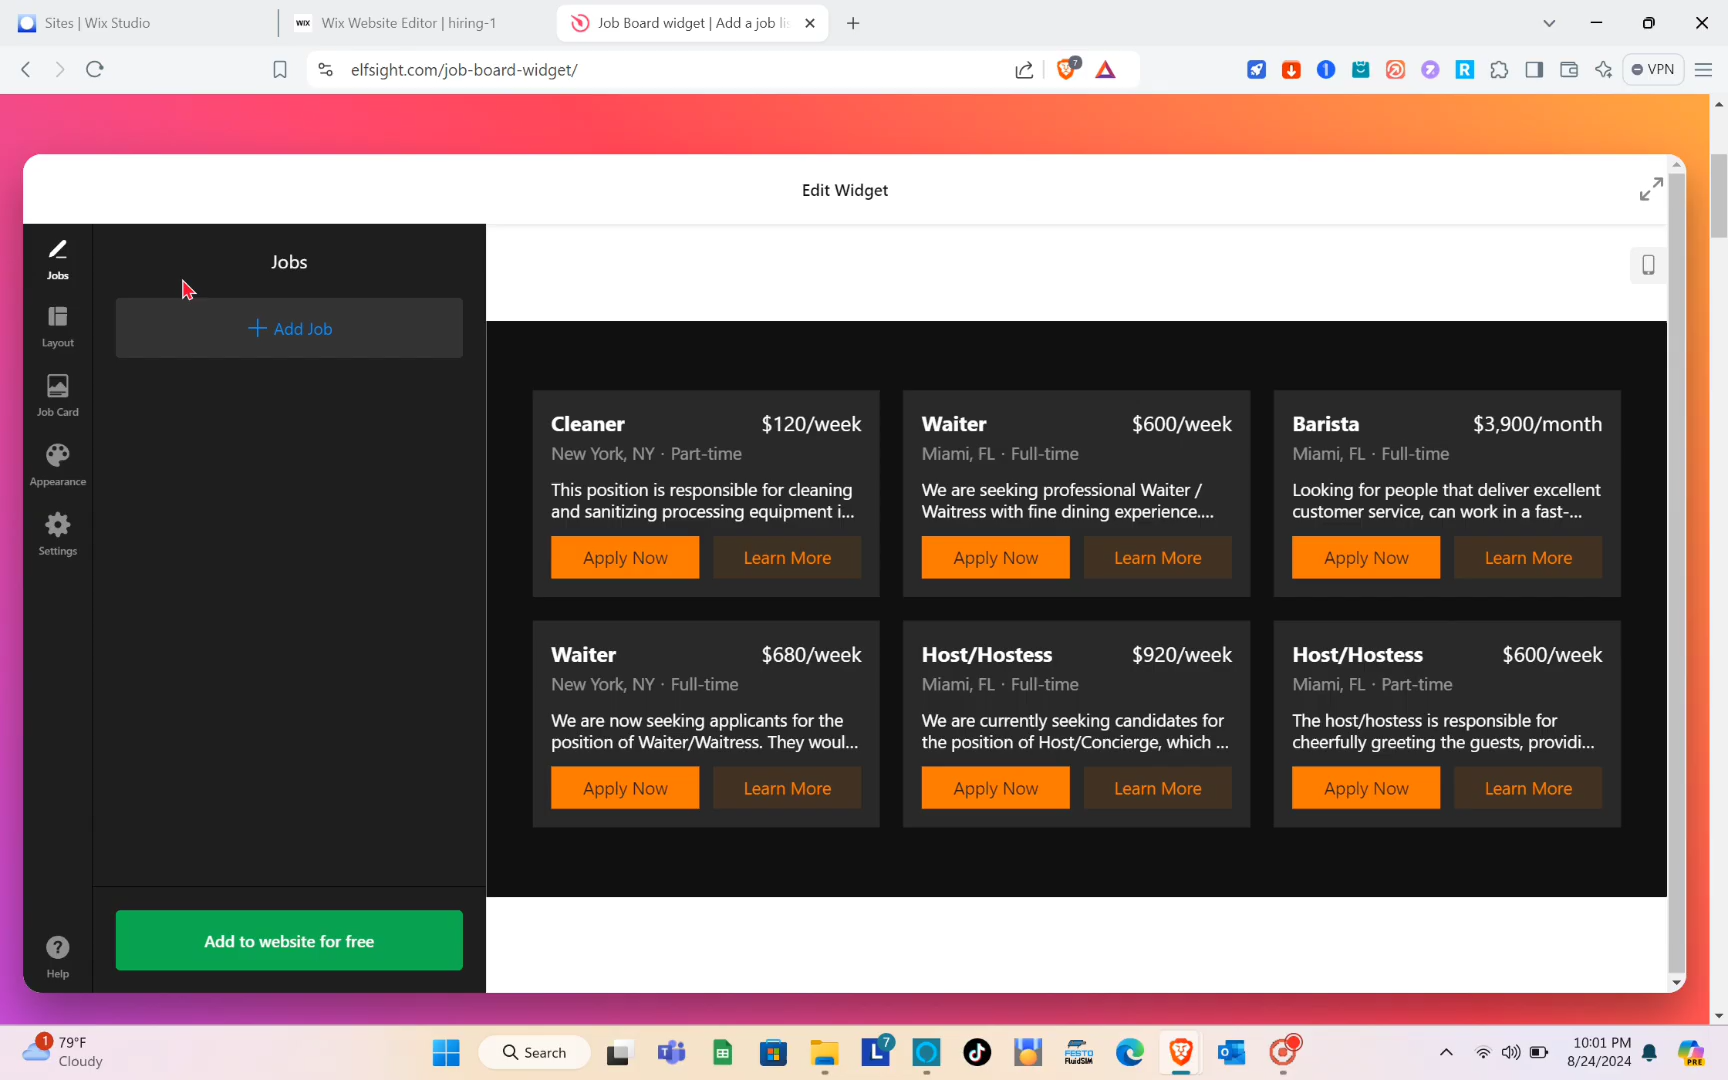 Sites | Wix Studio
WIX Wix Website Editor | hiring-1
Job Board widget | Add a job lis
elfsight.com/job-board-widget/
7
1
R
VPN
Edit Widget
Jobs
Layout
Job Card
Appearance
Settings
Help
Jobs
+ Add Job
Add to website for free
Cleaner $120/week
New York, NY · Part-time
This position is responsible for cleaning
and sanitizing processing equipment i...
Apply Now Learn More
Waiter $600/week
Miami, FL · Full-time
We are seeking professional Waiter /
Waitress with fine dining experience....
Apply Now Learn More
Barista $3,900/month
Miami, FL · Full-time
Looking for people that deliver excellent
customer service, can work in a fast-...
Apply Now Learn More
Waiter $680/week
New York, NY · Full-time
We are now seeking applicants for the
position of Waiter/Waitress. They woul...
Apply Now Learn More
Host/Hostess $920/week
Miami, FL · Full-time
We are currently seeking candidates for
the position of Host/Concierge, which ...
Apply Now Learn More
Host/Hostess $600/week
Miami, FL · Part-time
The host/hostess is responsible for
cheerfully greeting the guests, providi...
Apply Now Learn More
1
79°F
Cloudy
Search
L
7
FESTO
FluidSIM
10:01 PM
8/24/2024
PRE